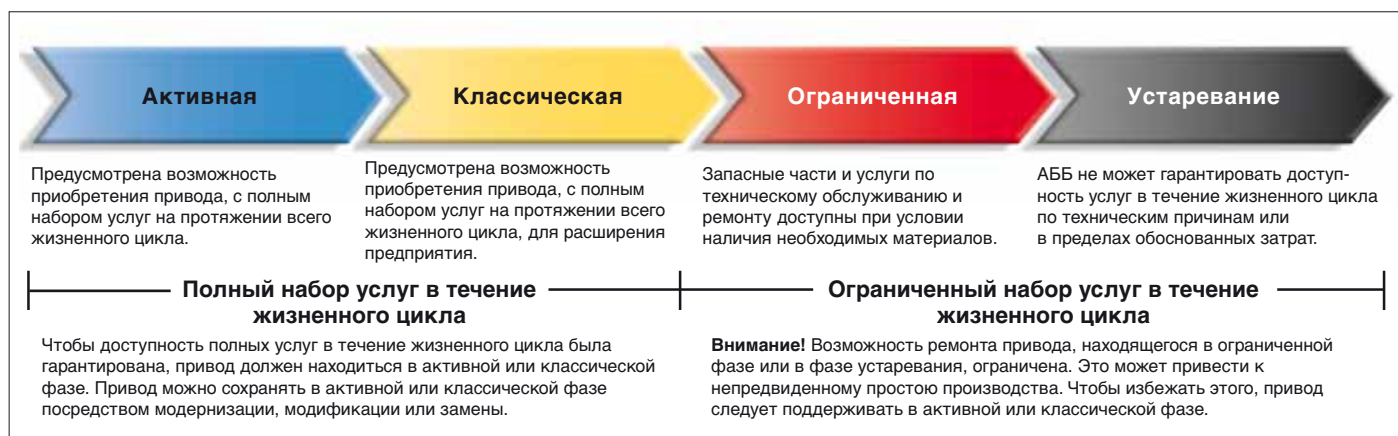 Активная
Классическая
Ограниченная
Устаревание
Предусмотрена возможность
приобретения привода, с полным
набором услуг на протяжении всего
жизненного цикла.
Предусмотрена возможность
приобретения привода, с полным
набором услуг на протяжении всего
жизненного цикла, для расширения
предприятия.
Запасные части и услуги по
техническому обслуживанию и
ремонту доступны при условии
наличия необходимых материалов.
АББ не может гарантировать доступ-
ность услуг в течение жизненного цикла
по техническим причинам или
в пределах обоснованных затрат.
Полный набор услуг в течение
жизненного цикла
Ограниченный набор услуг в течение
жизненного цикла
Чтобы доступность полных услуг в течение жизненного цикла была
гарантирована, привод должен находиться в активной или классической
фазе. Привод можно сохранять в активной или классической фазе
посредством модернизации, модификации или замены.
Внимание! Возможность ремонта привода, находящегося в ограниченной
фазе или в фазе устаревания, ограничена. Это может привести к
непредвиденному простою производства. Чтобы избежать этого, привод
следует поддерживать в активной или классической фазе.